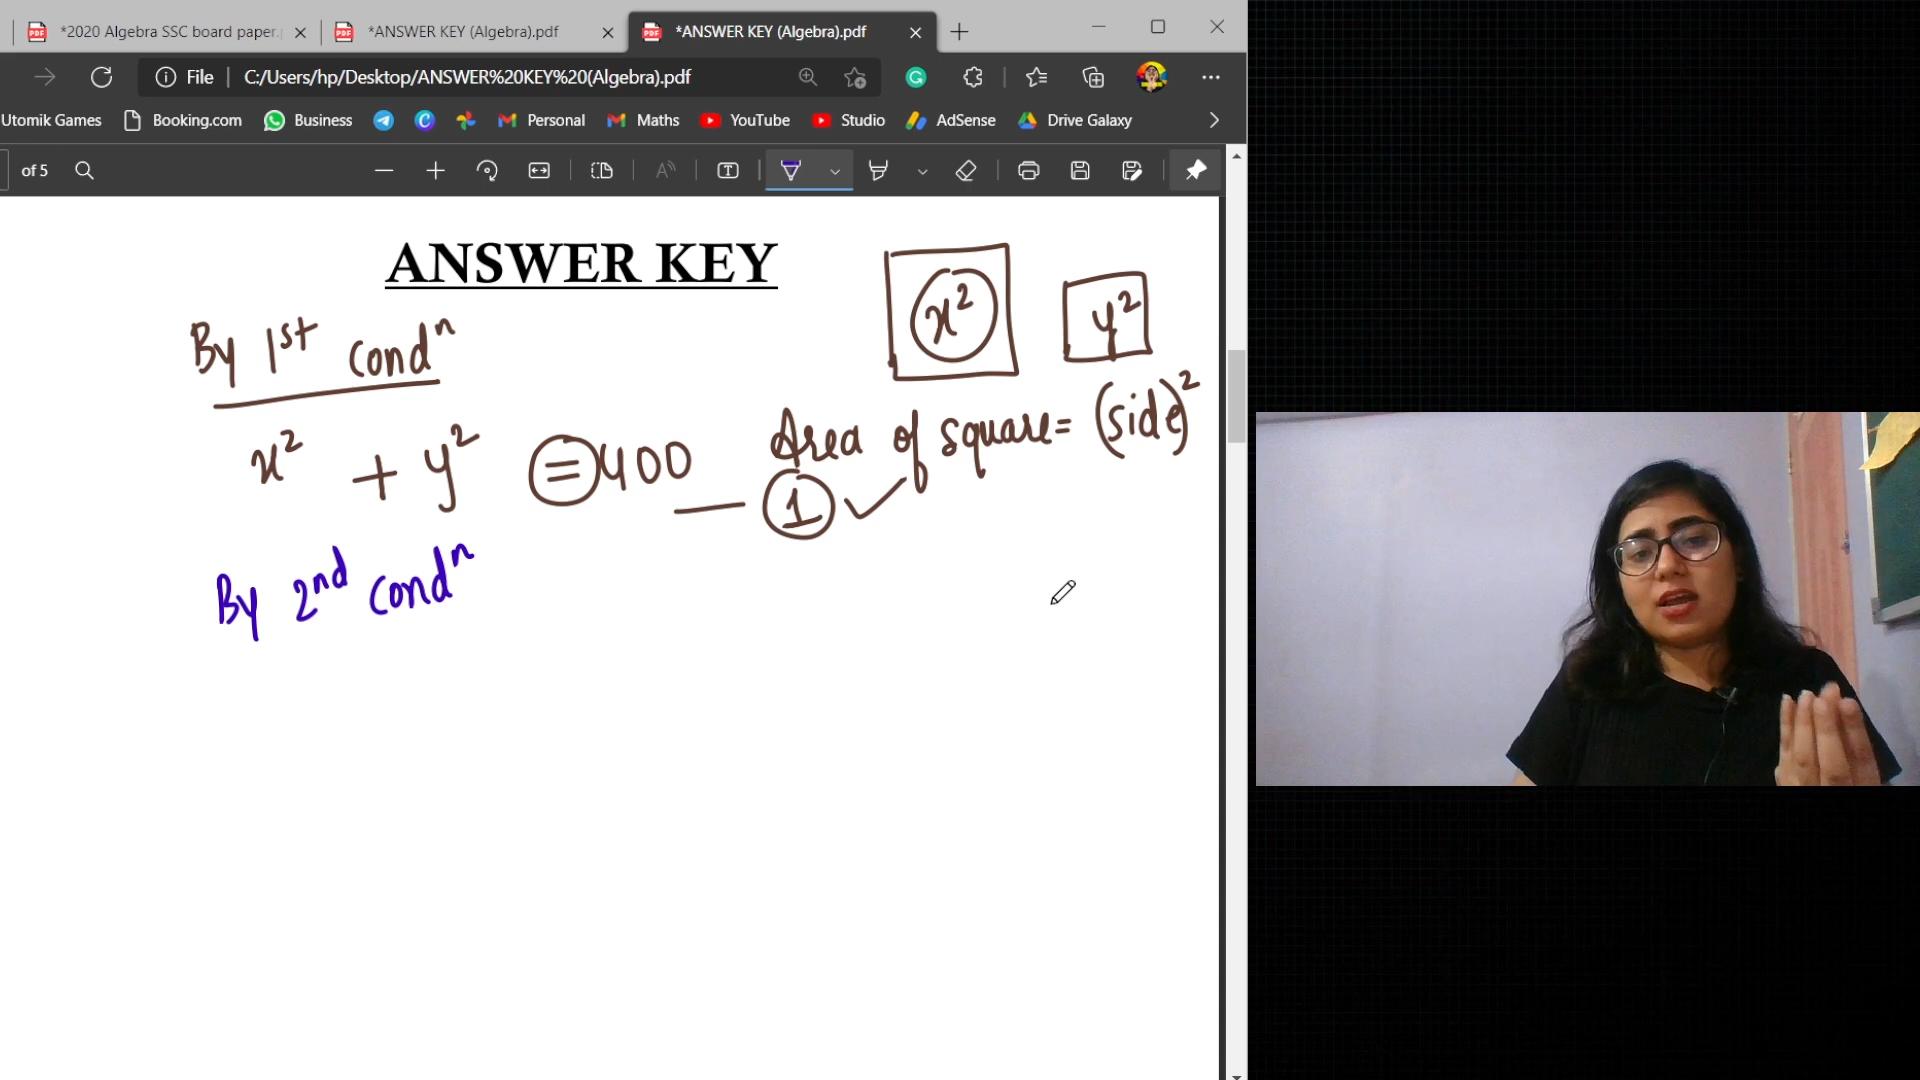 *2020 Algebra SSC board paper.p
*ANSWER KEY (Algebra).pdf
*ANSWER KEY (Algebra).pdf
File
C:/Users/hp/Desktop/ANSWER%20KEY%20(Algebra).pdf
Utomik Games
Booking.com
Business
Personal
Maths
YouTube
Studio
AdSense
Drive Galaxy
of 5
ANSWER KEY
x²
y²
By 1st condⁿ
Area of square = (side)²
x² + y² = 400 — 1 ✓
By 2nd condⁿ